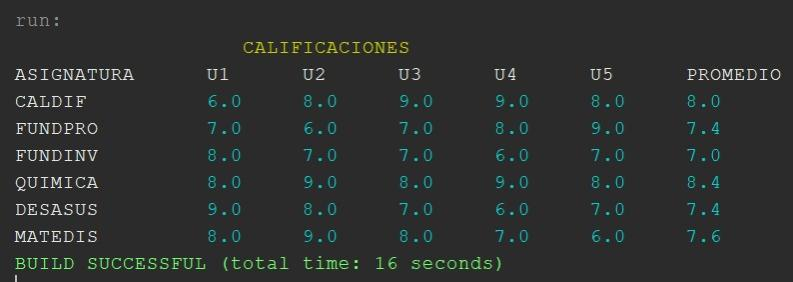 run:
CALIFICACIONES
ASIGNATURA U1 U2 U3 U4 U5 PROMEDIO
CALDIF 6.0 8.0 9.0 9.0 8.0 8.0
FUNDPRO 7.0 6.0 7.0 8.0 9.0 7.4
FUNDINV 8.0 7.0 7.0 6.0 7.0 7.0
QUIMICA 8.0 9.0 8.0 9.0 8.0 8.4
DESASUS 9.0 8.0 7.0 6.0 7.0 7.4
MATEDIS 8.0 9.0 8.0 7.0 6.0 7.6
BUILD SUCCESSFUL (total time: 16 seconds)